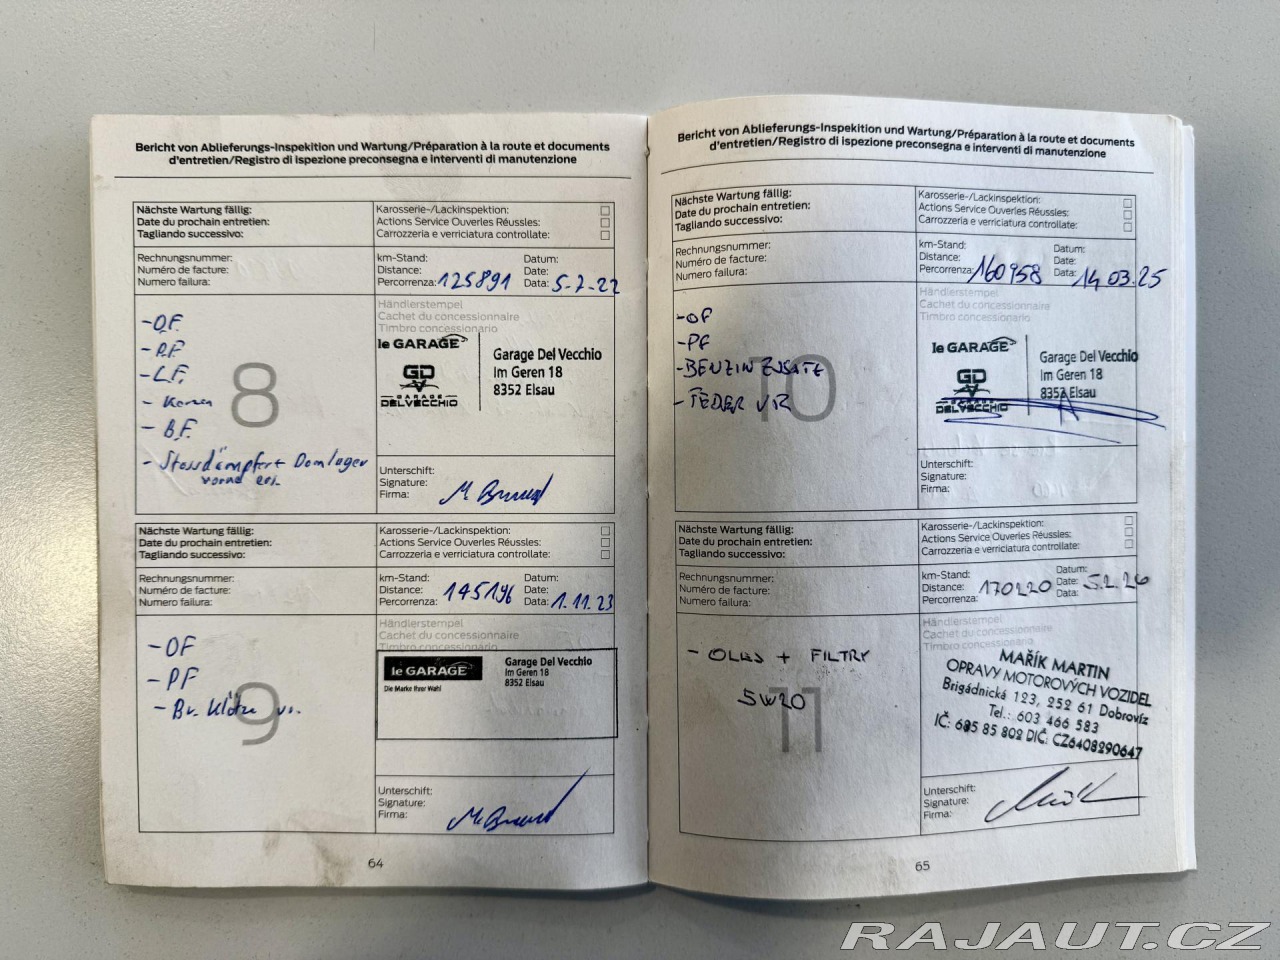 Bericht von Ablieferungs-Inspekition und Wartung/Préparation à la route et documents
d'entretien/Registro di ispezione preconsegna e interventi di manutenzione
Nächste Wartung fällig:
Date du prochain entretien:
Tagliando successivo:
Karosserie-/Lackinspektion:
Actions Service Ouverles Réussles:
Carrozzeria e verriciatura controllate:
Rechnungsnummer:
Numéro de facture:
Numero failura:
km-Stand:
Distance:
Percorrenza: 125891
Datum:
Date:
Data: 5.7.22
- O.F.
- P.F.
- L.F.
- Kerzen
- B.F.
- Stossdämpfer + Domlager
vorne
8
Händlerstempel
Cachet du concessionnaire
Timbro concessionario
le GARAGE
GD
GARAGE
DELVECCHIO
Garage Del Vecchio
Im Geren 18
8352 Elsau
Unterschift:
Signature:
Firma:
Nächste Wartung fällig:
Date du prochain entretien:
Tagliando successivo:
Karosserie-/Lackinspektion:
Actions Service Ouverles Réussles:
Carrozzeria e verriciatura controllate:
Rechnungsnummer:
Numéro de facture:
Numero failura:
km-Stand:
Distance:
Percorrenza: 145196
Datum:
Date:
Data: 1.11.23
- OF
- PF
- Br. Klötze
9
Händlerstempel
Cachet du concessionnaire
Timbro concessionario
le GARAGE
Die Marke Ihrer Wahl
Garage Del Vecchio
Im Geren 18
8352 Elsau
Unterschift:
Signature:
Firma:
64
Bericht von Ablieferungs-Inspekition und Wartung/Préparation à la route et documents
d'entretien/Registro di ispezione preconsegna e interventi di manutenzione
Nächste Wartung fällig:
Date du prochain entretien:
Tagliando successivo:
Karosserie-/Lackinspektion:
Actions Service Ouverles Réussles:
Carrozzeria e verriciatura controllate:
Rechnungsnummer:
Numéro de facture:
Numero failura:
km-Stand:
Distance:
Percorrenza: 160958
Datum:
Date:
Data: 14.03.25
- OF
- PF
- BENZIN ZUSATZ
- FEDER VR
10
Händlerstempel
Cachet du concessionnaire
Timbro concessionario
le GARAGE
GD
GARAGE
DELVECCHIO
Garage Del Vecchio
Im Geren 18
8352 Elsau
Unterschift:
Signature:
Firma:
Nächste Wartung fällig:
Date du prochain entretien:
Tagliando successivo:
Karosserie-/Lackinspektion:
Actions Service Ouverles Réussles:
Carrozzeria e verriciatura controllate:
Rechnungsnummer:
Numéro de facture:
Numero failura:
km-Stand:
Distance:
Percorrenza: 170220
Datum:
Date: 5.2.26
Data:
- OLEJ + FILTRY
5W20
11
Händlerstempel
Cachet du concessionnaire
Timbro concessionario
MAŘÍK MARTIN
OPRAVY MOTOROVÝCH VOZIDEL
Brigádnická 123, 252 61 Dobrovíz
Tel.: 603 466 583
IČ: 685 85 802 DIČ: CZ6408290647
Unterschift:
Signature:
Firma:
65
RAJAUT.CZ